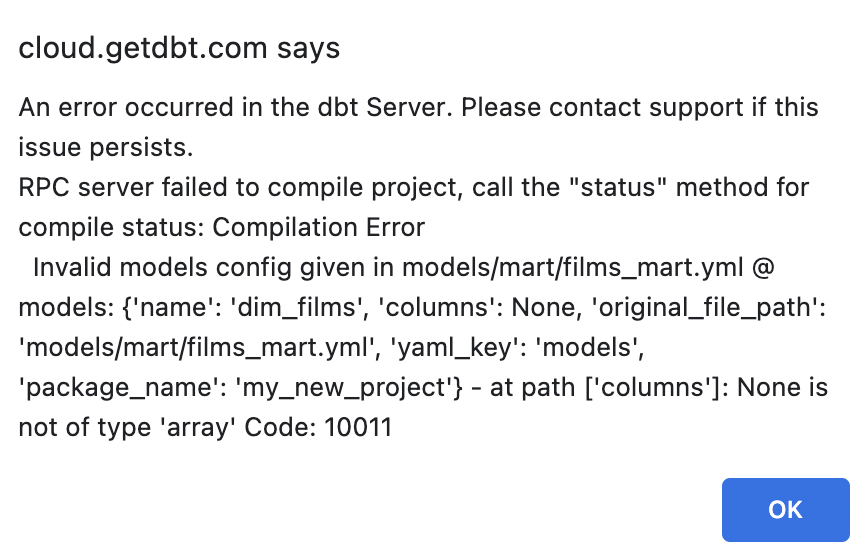 cloud.getdbt.com says
An error occurred in the dbt Server. Please contact support if this
issue persists.
RPC server failed to compile project, call the "status" method for
compile status: Compilation Error
Invalid models config given in models/mart/films_mart.yml @
models: {'name': 'dim_films', 'columns': None, 'original_file_path':
'models/mart/films_mart.yml', 'yaml_key': 'models',
'package_name': 'my_new_project'} - at path ['columns']: None is
not of type 'array' Code: 10011
OK